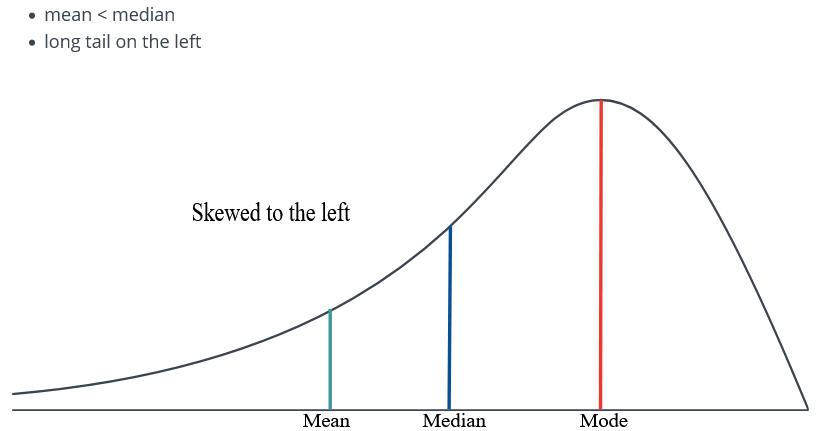 • mean < median
• long tail on the left
Skewed to the left
Mean Median Mode